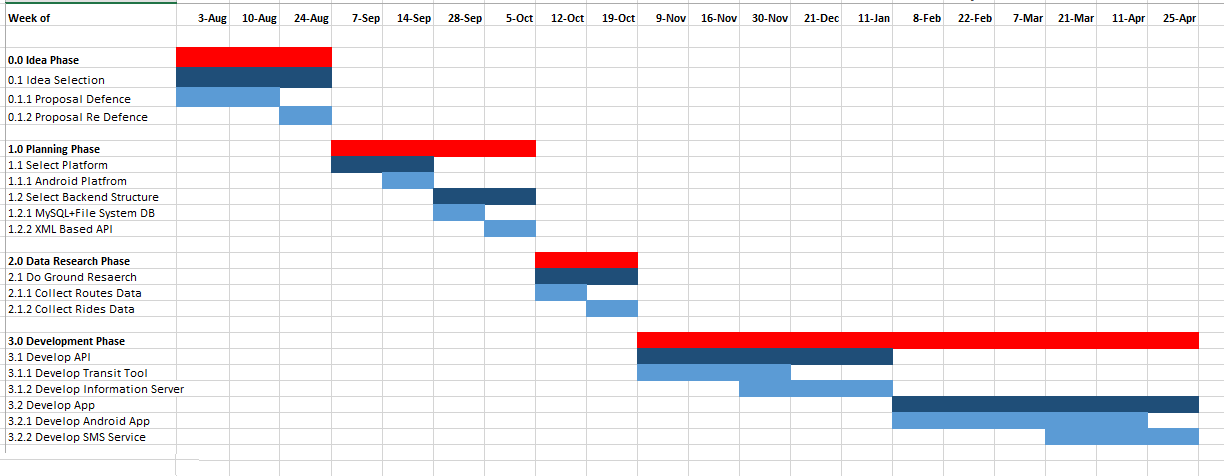 Week of 3-Aug 10-Aug 24-Aug 7-Sep 14-Sep 28-Sep 5-Oct 12-Oct 19-Oct 9-Nov 16-Nov 30-Nov 21-Dec 11-Jan 8-Feb 22-Feb 7-Mar 21-Mar 11-Apr 25-Apr
0.0 Idea Phase
0.1 Idea Selection
0.1.1 Proposal Defence
0.1.2 Proposal Re Defence
1.0 Planning Phase
1.1 Select Platform
1.1.1 Android Platfrom
1.2 Select Backend Structure
1.2.1 MySQL+File System DB
1.2.2 XML Based API
2.0 Data Research Phase
2.1 Do Ground Resaerch
2.1.1 Collect Routes Data
2.1.2 Collect Rides Data
3.0 Development Phase
3.1 Develop API
3.1.1 Develop Transit Tool
3.1.2 Develop Information Server
3.2 Develop App
3.2.1 Develop Android App
3.2.2 Develop SMS Service